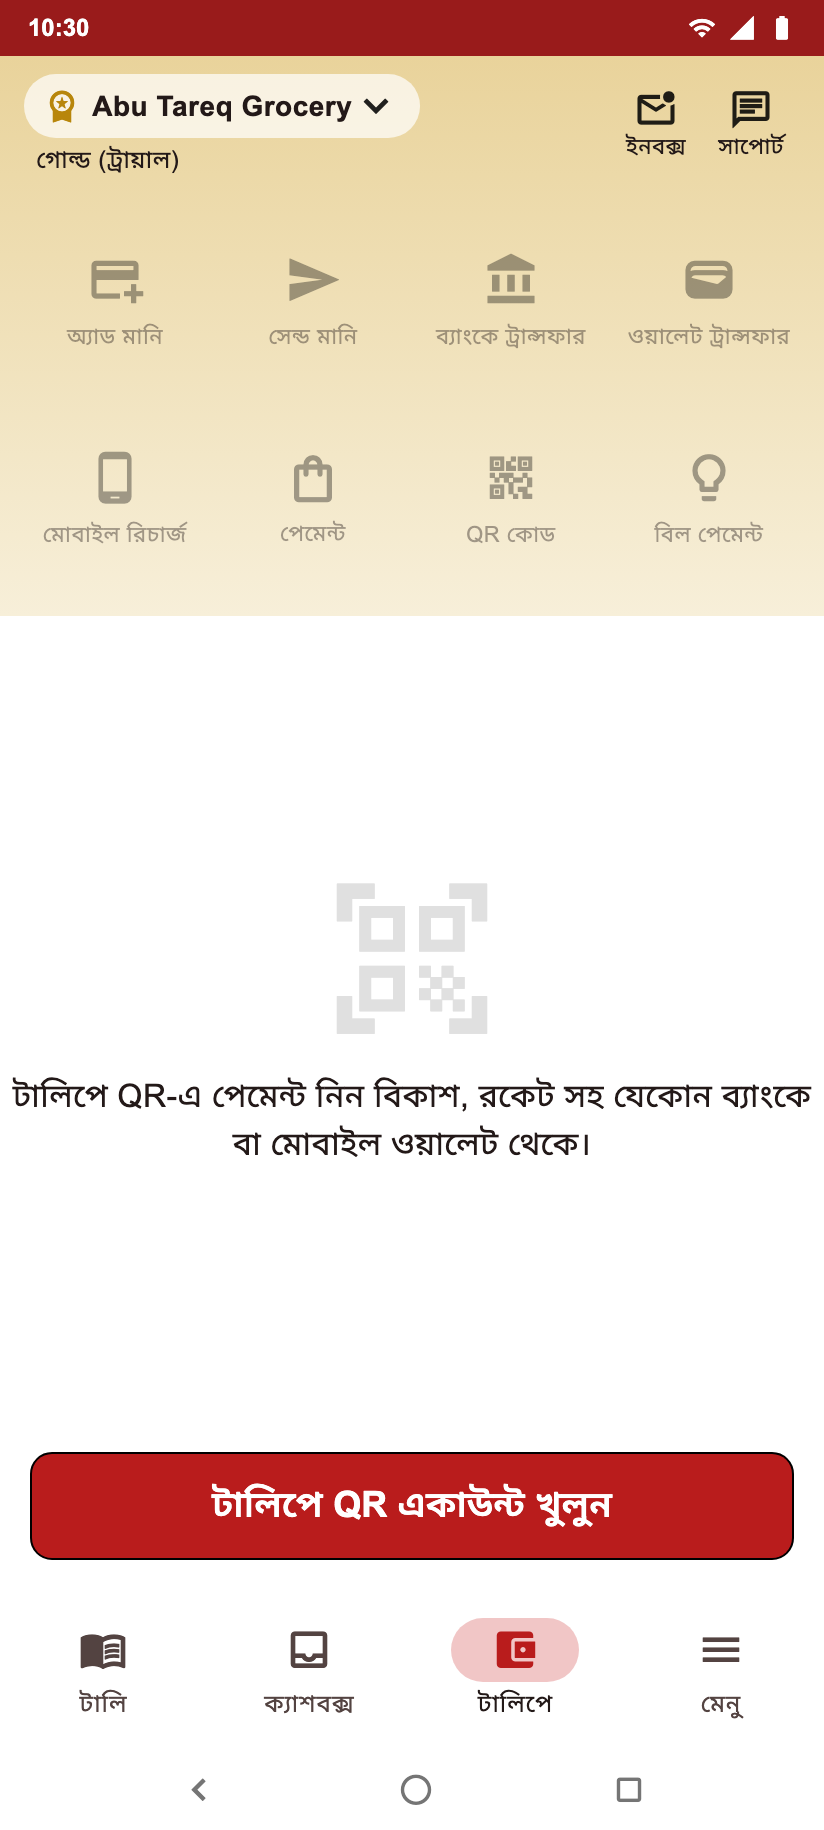 10:30
Abu Tareq Grocery
গোল্ড (ট্রায়াল)
ইনবক্স
সাপোর্ট
অ্যাড মানি
সেন্ড মানি
ব্যাংকে ট্রান্সফার
ওয়ালেট ট্রান্সফার
মোবাইল রিচার্জ
পেমেন্ট
QR কোড
বিল পেমেন্ট
টালিপে QR-এ পেমেন্ট নিন বিকাশ, রকেট সহ যেকোন ব্যাংকে
বা মোবাইল ওয়ালেট থেকে।
টালিপে QR একাউন্ট খুলুন
টালি
ক্যাশবক্স
টালিপে
মেনু